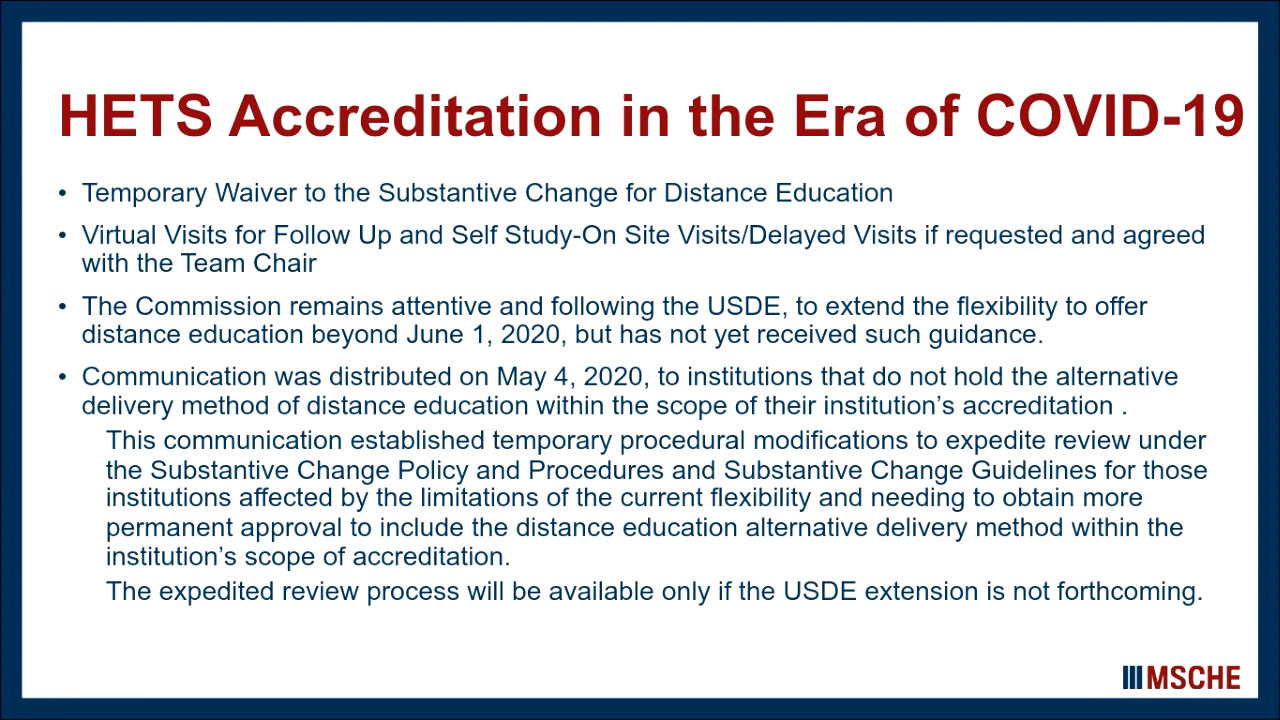 HETS Accreditation in the Era of COVID-19
• Temporary Waiver to the Substantive Change for Distance Education
• Virtual Visits for Follow Up and Self Study-On Site Visits/Delayed Visits if requested and agreed
with the Team Chair
• The Commission remains attentive and following the USDE, to extend the flexibility to offer
distance education beyond June 1, 2020, but has not yet received such guidance.
• Communication was distributed on May 4, 2020, to institutions that do not hold the alternative
delivery method of distance education within the scope of their institution’s accreditation .
This communication established temporary procedural modifications to expedite review under
the Substantive Change Policy and Procedures and Substantive Change Guidelines for those
institutions affected by the limitations of the current flexibility and needing to obtain more
permanent approval to include the distance education alternative delivery method within the
institution’s scope of accreditation.
The expedited review process will be available only if the USDE extension is not forthcoming.
MSCHE